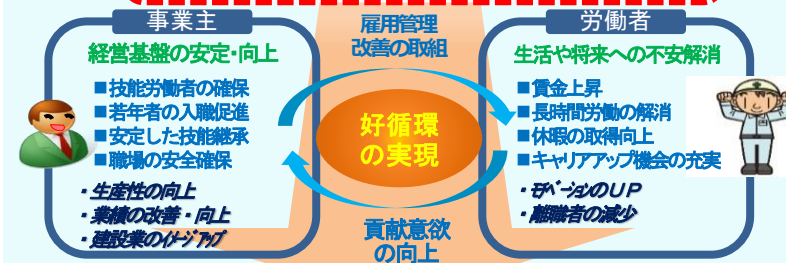 事業主
経営基盤の安定・向上
■技能労働者の確保
■若年者の入職促進
■安定した技能継承
■職場の安全確保
・生産性の向上
・業績の改善・向上
・建設業のイメージアップ
雇用管理
改善の取組
好循環
の実現
貢献意欲
の向上
労働者
生活や将来への不安解消
■賃金上昇
■長時間労働の解消
■休暇の取得向上
■キャリアアップ機会の充実
・モチベーションのUP
・離職者の減少